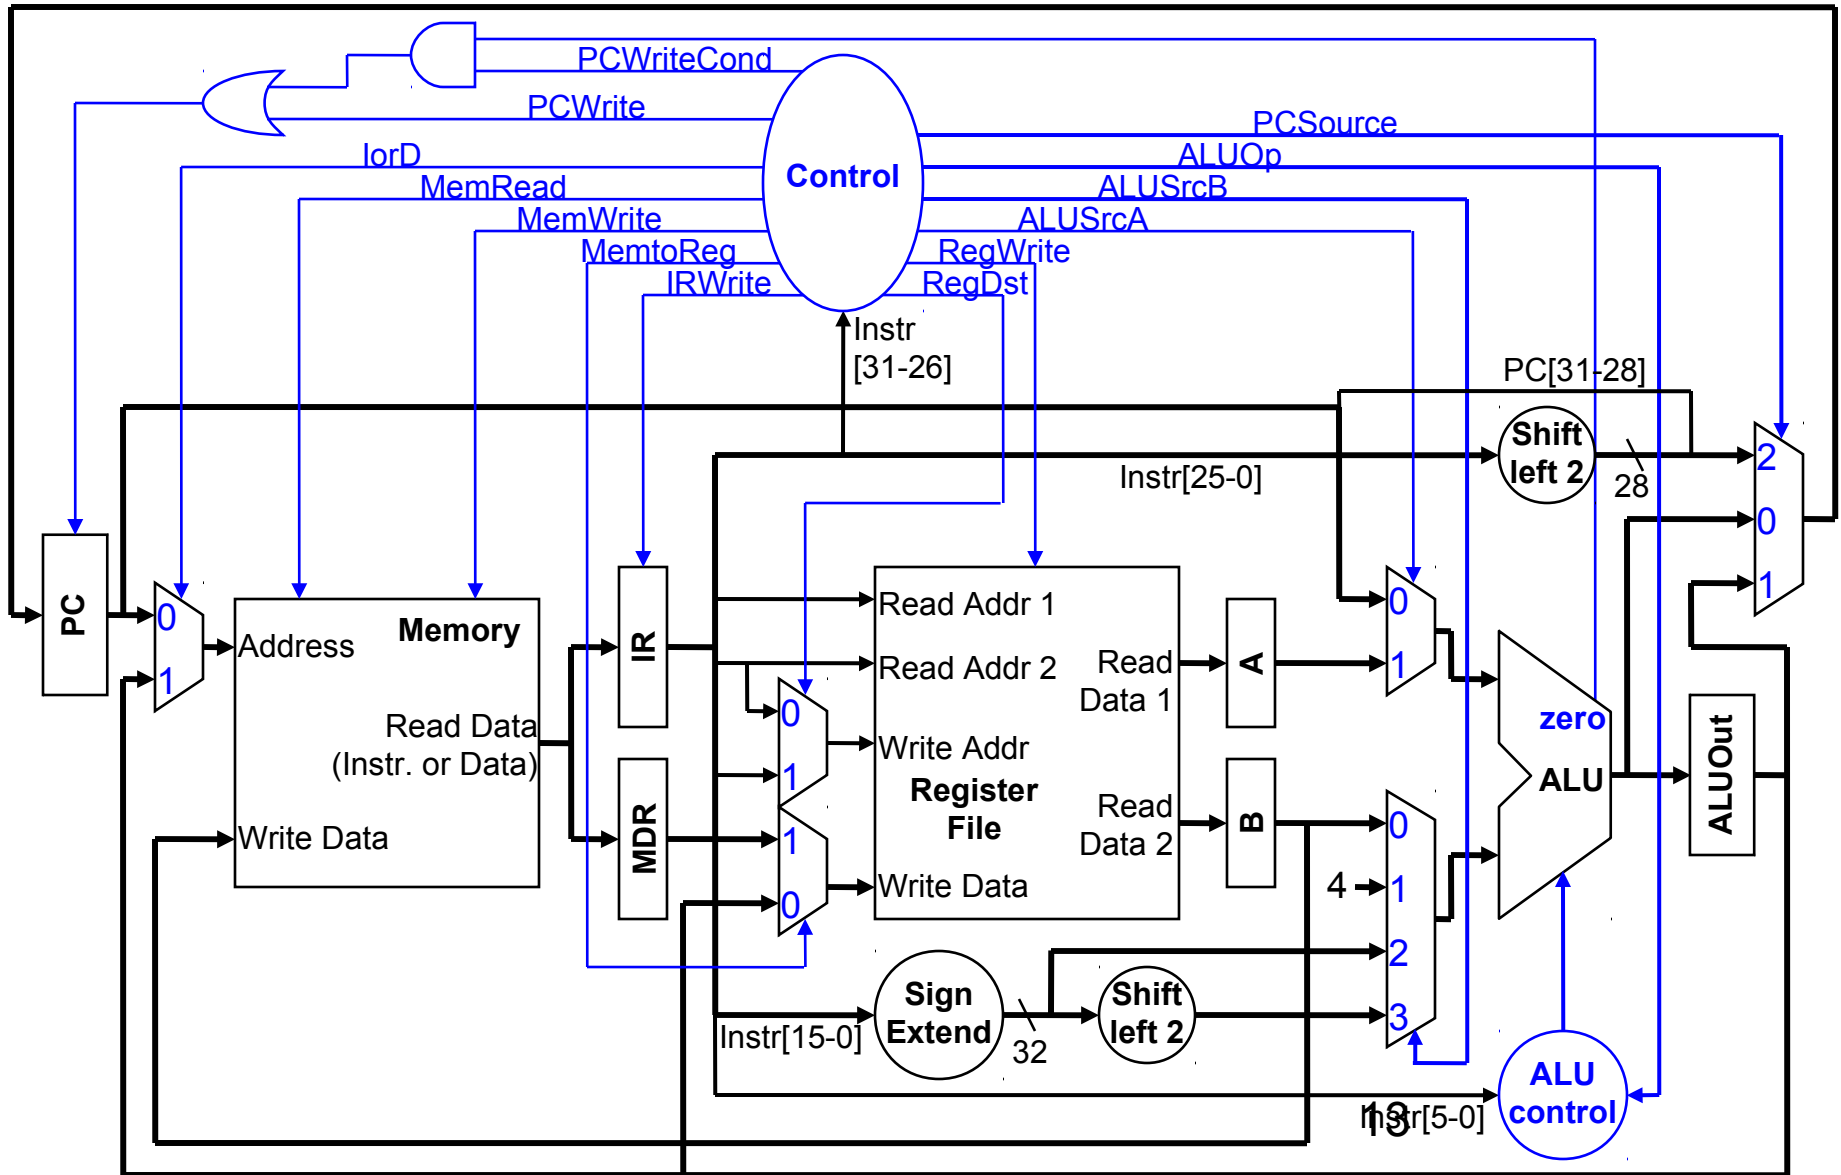 PCWriteCond
PCWrite
PCSource
IorD
ALUOp
Control
MemRead
ALUSrcB
MemWrite
ALUSrcA
MemtoReg
RegWrite
IRWrite
RegDst
Instr
[31-26]
PC[31-28]
Shift
left 2
Instr[25-0]
28
2
0
1
PC
0
1
Address
Memory
Read Data
(Instr. or Data)
Write Data
IR
MDR
0
1
1
0
Read Addr 1
Read Addr 2
Write Addr
Register
File
Write Data
Read
Data 1
Read
Data 2
A
B
0
1
0
4
1
2
3
zero
ALU
ALUOut
Sign
Extend
Instr[15-0]
32
Shift
left 2
ALU
control
Instr[5-0]
13